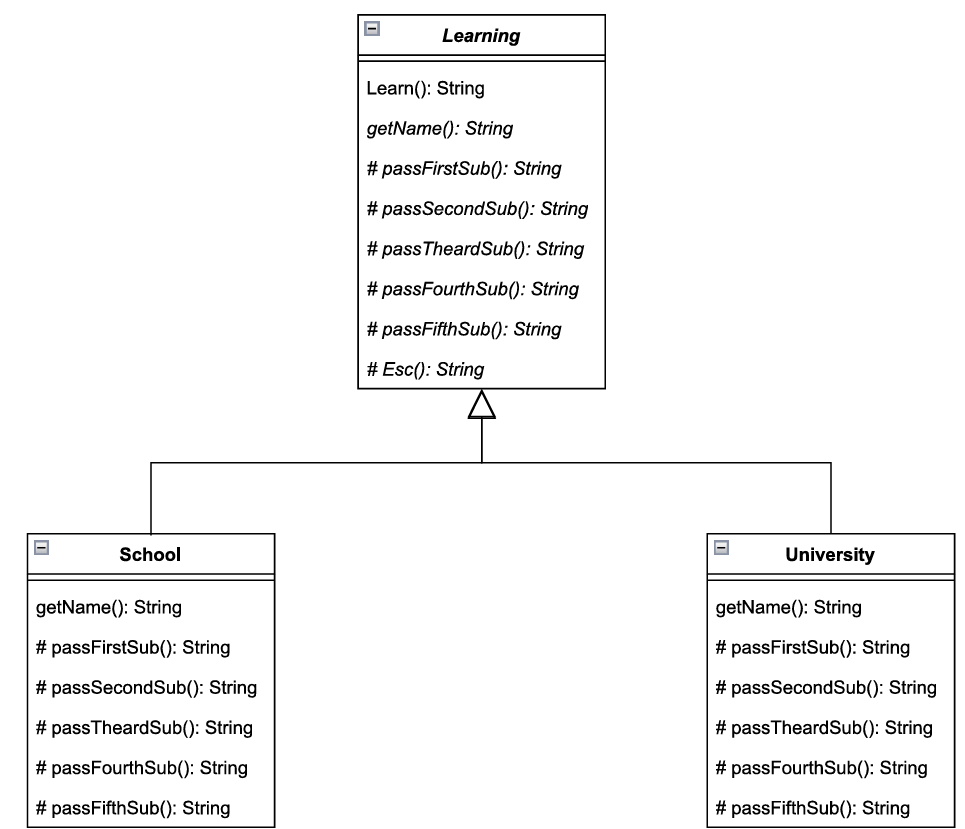 Learning
Learn(): String
getName(): String
# passFirstSub(): String
# passSecondSub(): String
# passTheardSub(): String
# passFourthSub(): String
# passFifthSub(): String
# Esc(): String
School
getName(): String
# passFirstSub(): String
# passSecondSub(): String
# passTheardSub(): String
# passFourthSub(): String
# passFifthSub(): String
University
getName(): String
# passFirstSub(): String
# passSecondSub(): String
# passTheardSub(): String
# passFourthSub(): String
# passFifthSub(): String